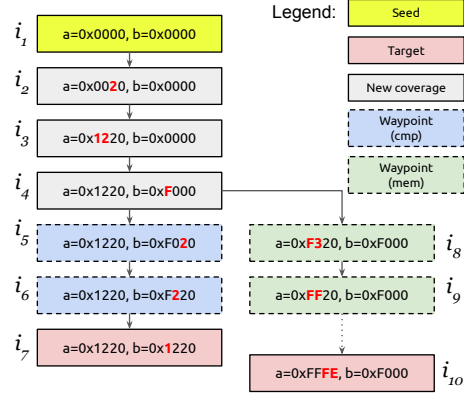 Legend:
Seed
Target
New coverage
Waypoint
(cmp)
Waypoint
(mem)
i1
a=0x0000, b=0x0000
i2
a=0x0020, b=0x0000
i3
a=0x1220, b=0x0000
i4
a=0x1220, b=0xF000
i5
a=0x1220, b=0xF020
i6
a=0x1220, b=0xF220
i7
a=0x1220, b=0x1220
a=0xF320, b=0xF000
i8
a=0xFF20, b=0xF000
i9
a=0xFFFE, b=0xF000
i10